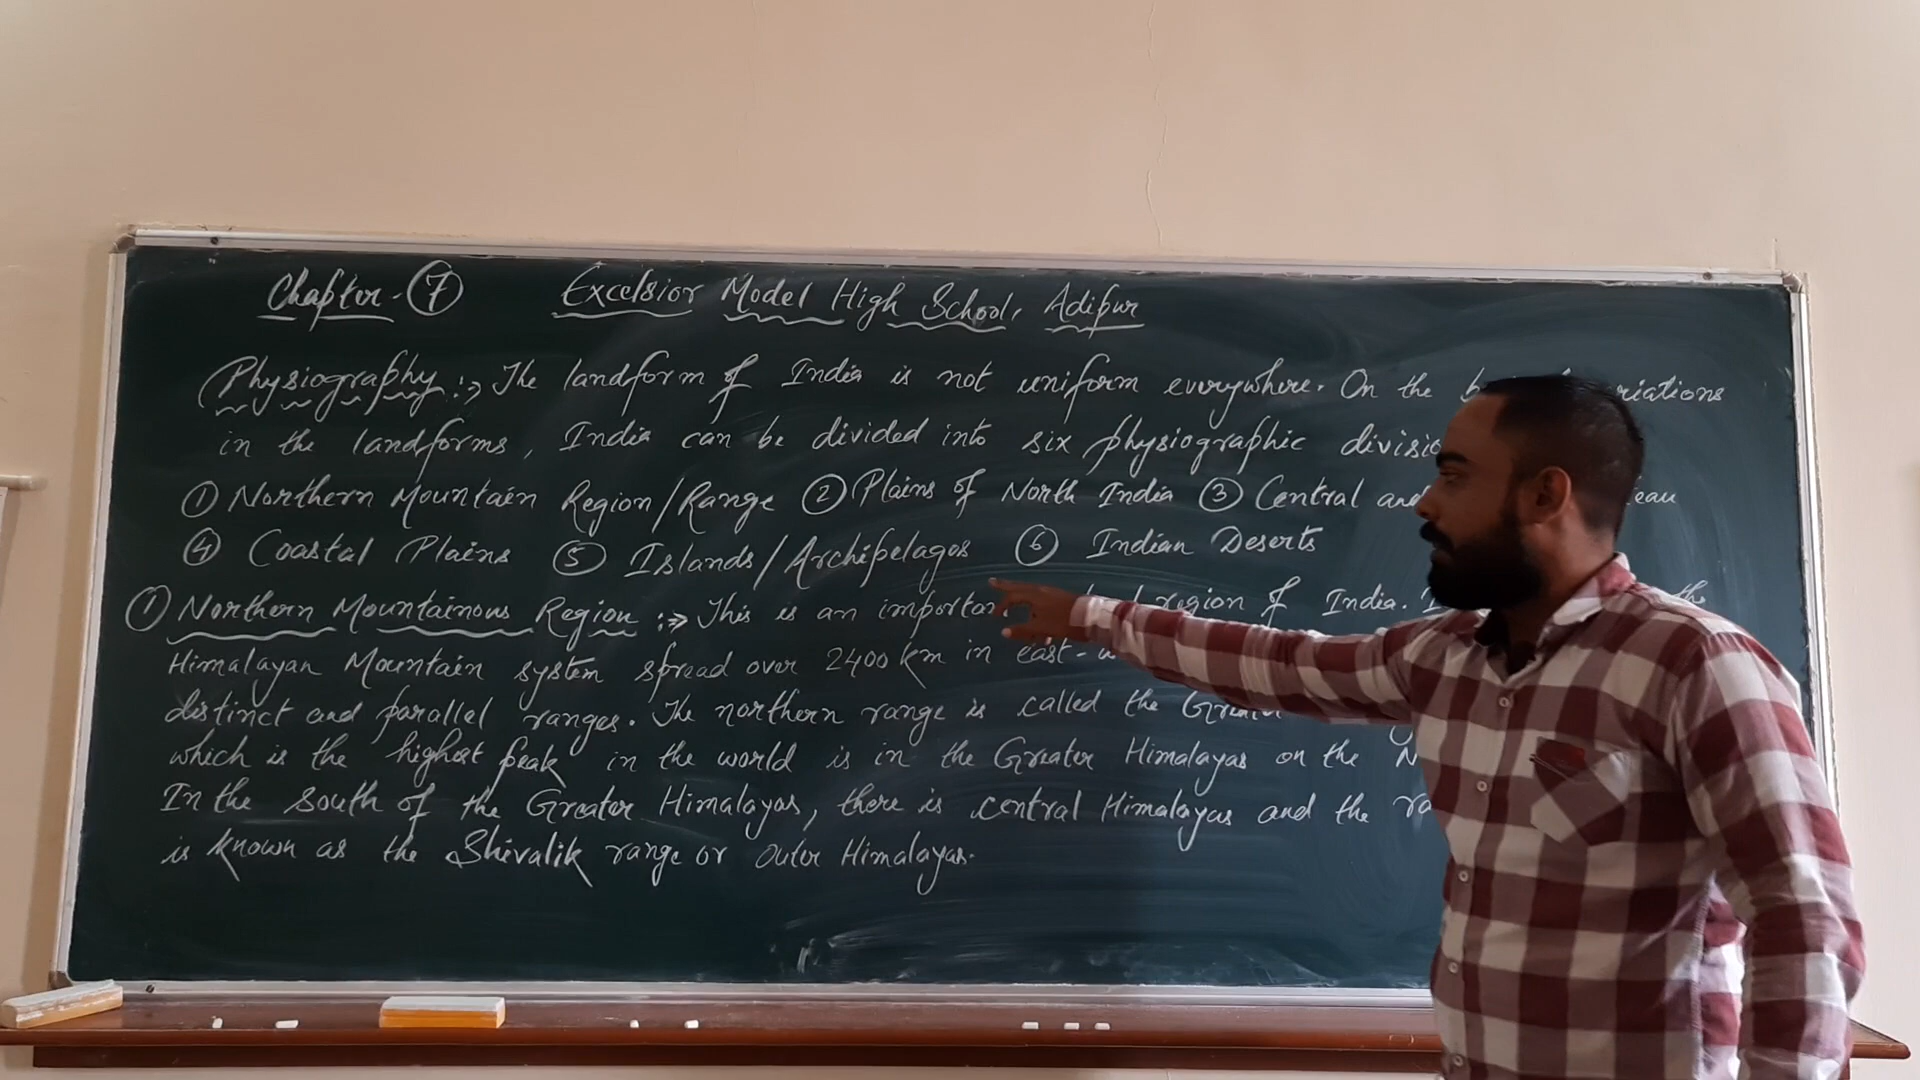 Chapter - 7 Excelsior Model High School, Adipur
Physiography :-> The landform of India is not uniform everywhere. On the
in the landforms, India can be divided into six physiographic
① Northern Mountain Region/Range ② Plains of North India ③ Central
④ Coastal Plains ⑤ Islands/Archipelagos ⑥ Indian Deserts
① Northern Mountainous Region :->> This is an region of India. the
Himalayan Mountain system spread over 2400 km in east-
distinct and parallel ranges. The northern range is called the Greater
which is the highest peak in the world is in the Greater Himalayas on the
In the south of the Greater Himalayas, there is central Himalayas and the
is known as the Shivalik range or outer Himalayas.